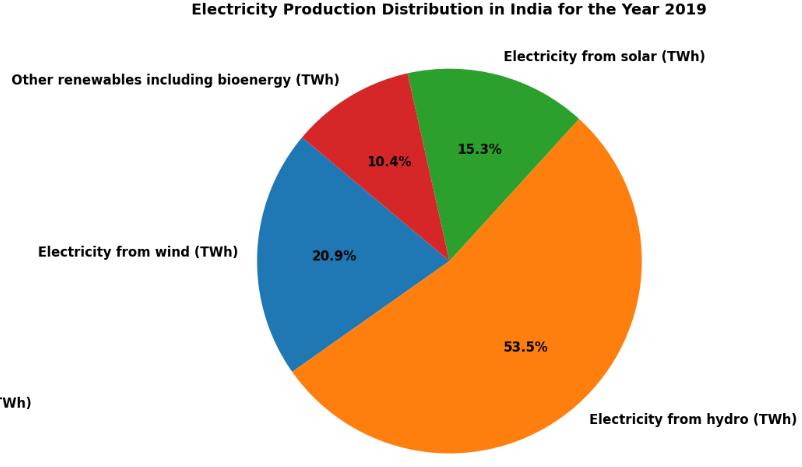 Electricity Production Distribution in India for the Year 2019
Electricity from solar (TWh)
Other renewables including bioenergy (TWh)
15.3%
10.4%
Electricity from wind (TWh)
20.9%
53.5%
TWh)
Electricity from hydro (TWh)